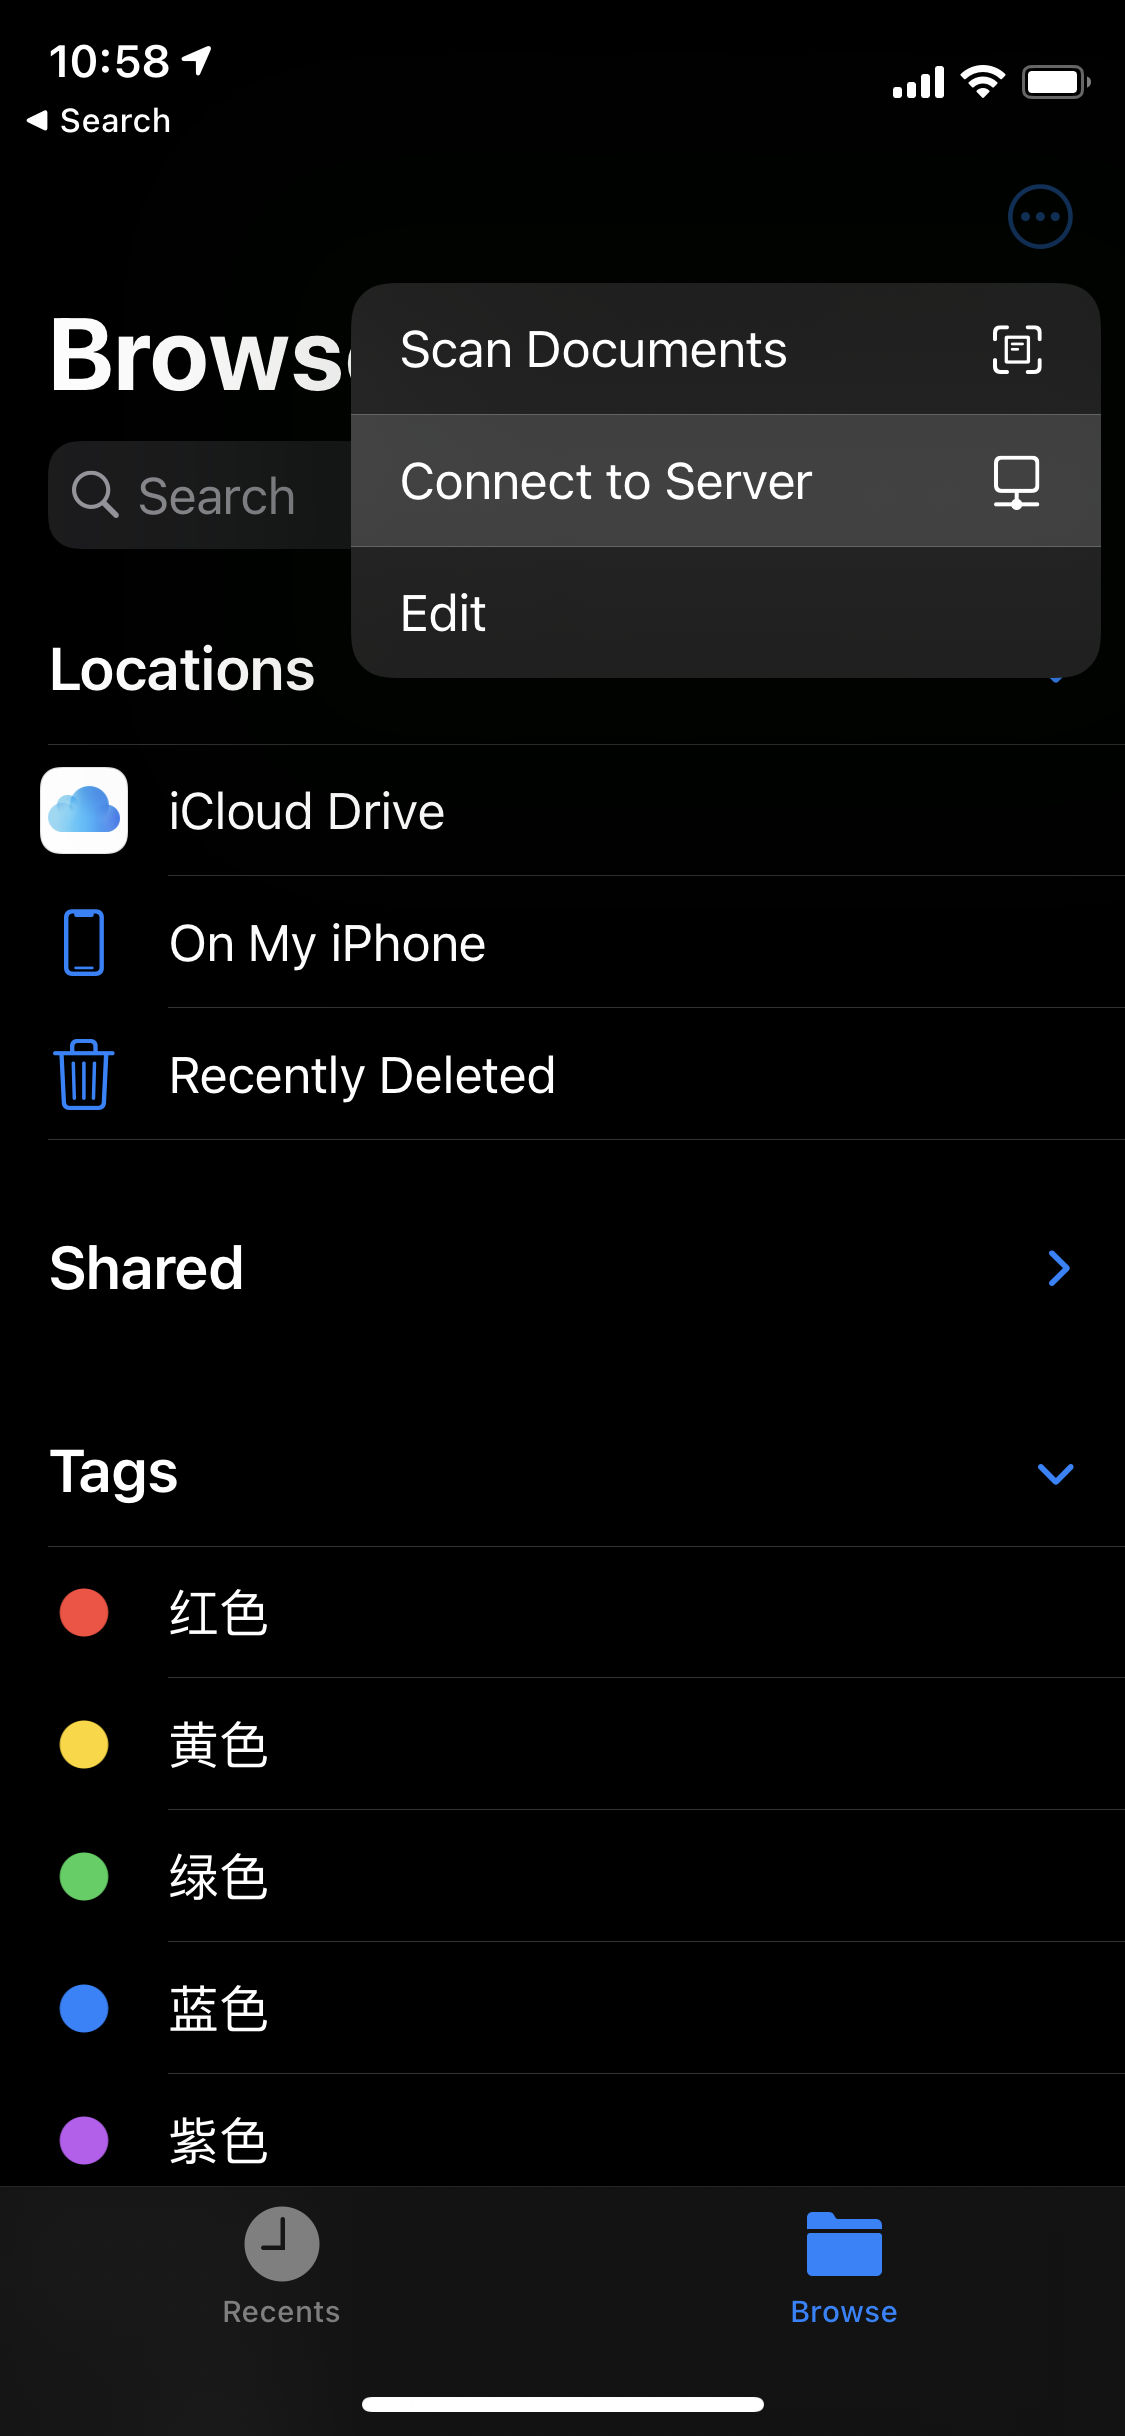 10:58
Search
Scan Documents
Brows
Connect to Server
Search
Edit
Locations
iCloud Drive
On My iPhone
Recently Deleted
Shared
Tags
红色
黄色
绿色
蓝色
紫色
Recents
Browse